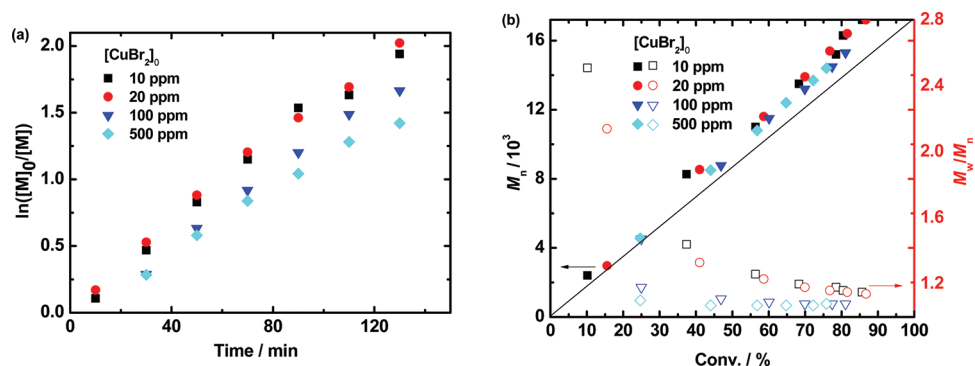 (a)
[CuBr2]0
10 ppm
20 ppm
100 ppm
500 ppm
2.0
1.5
1.0
0.5
0.0
0 40 80 120
ln([M]0/[M])
Time / min
(b)
[CuBr2]0
10 ppm
20 ppm
100 ppm
500 ppm
16
12
8
4
0
0 10 20 30 40 50 60 70 80 90 100
Mn / 10^3
Conv. / %
2.8
2.4
2.0
1.6
1.2
Mw/Mn